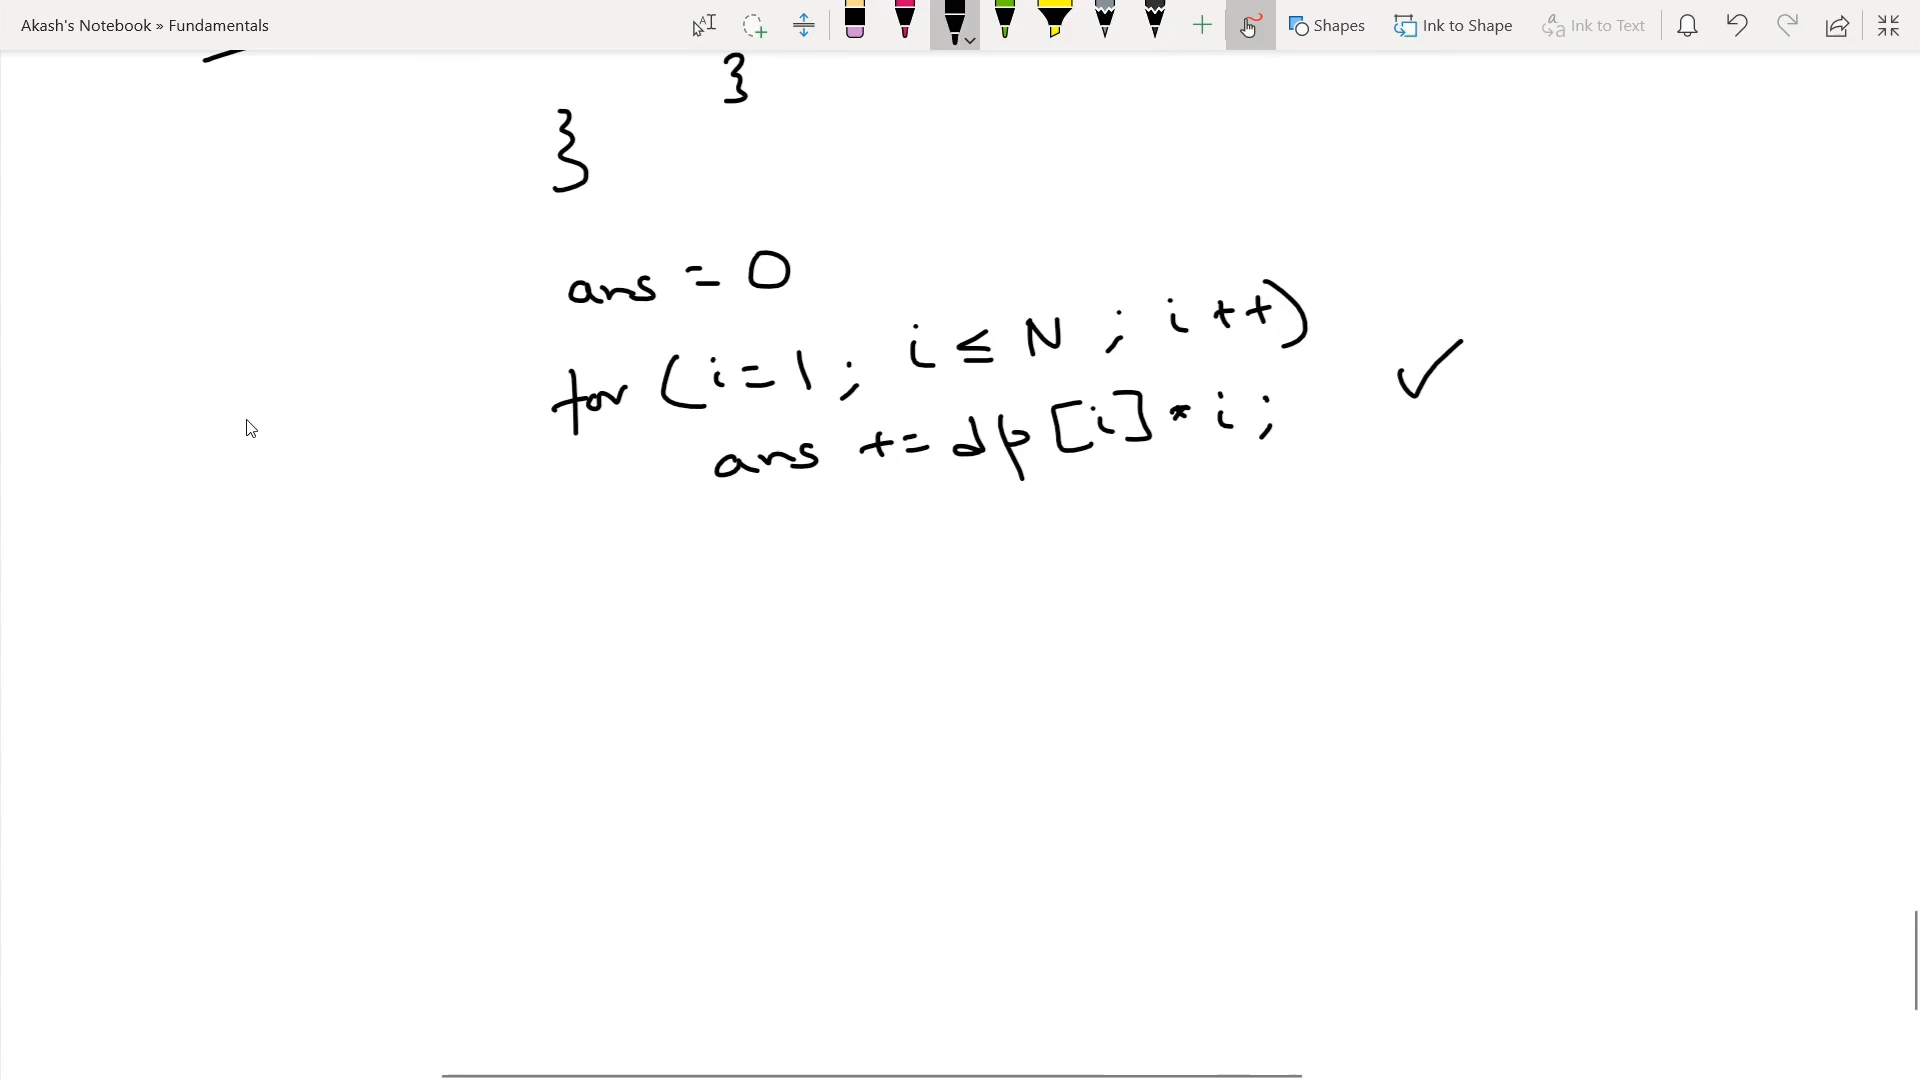 Akash's Notebook » Fundamentals
Shapes
Ink to Shape
Ink to Text
}
}
ans = 0
for (i=1; i ≤ N ; i ++)
ans += dp[i] * i ;